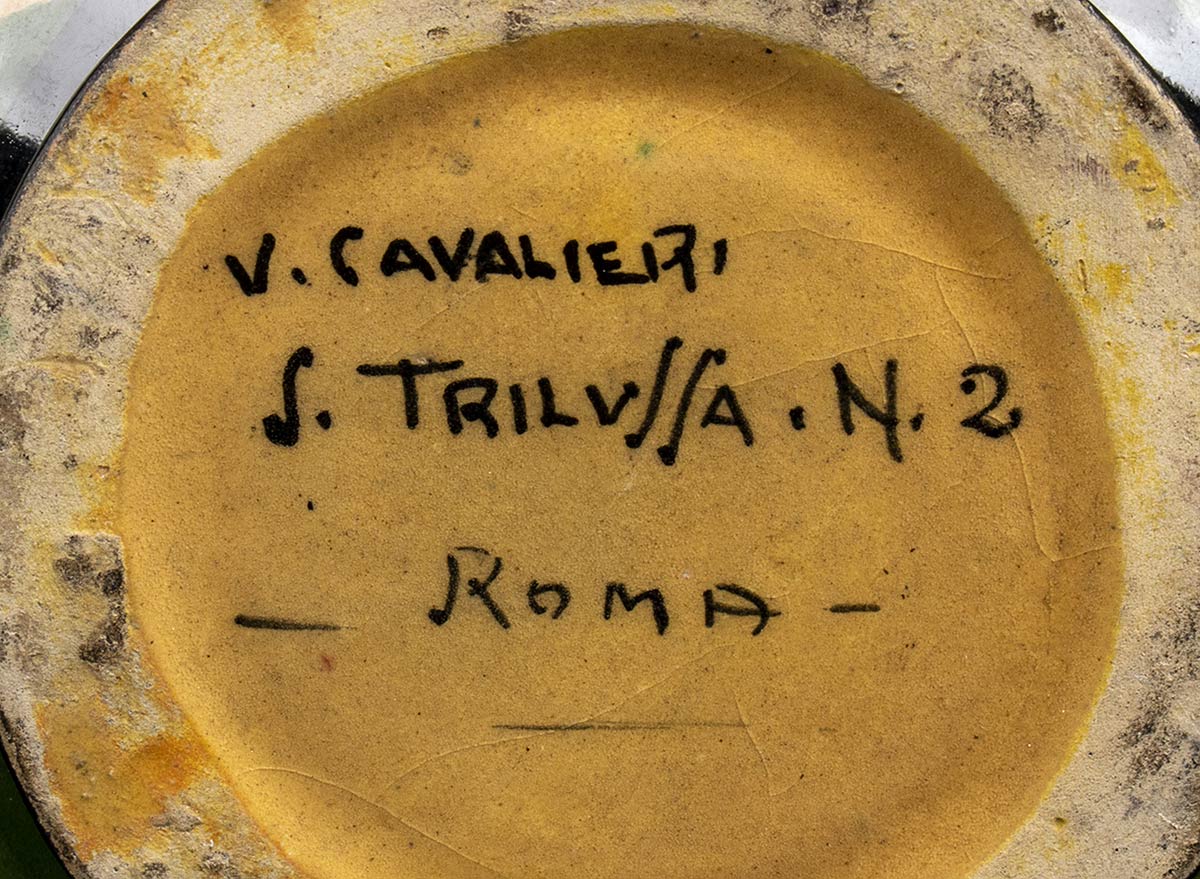 V. CAVALIERI
S. TRILUSSA. N. 2
— ROMA —